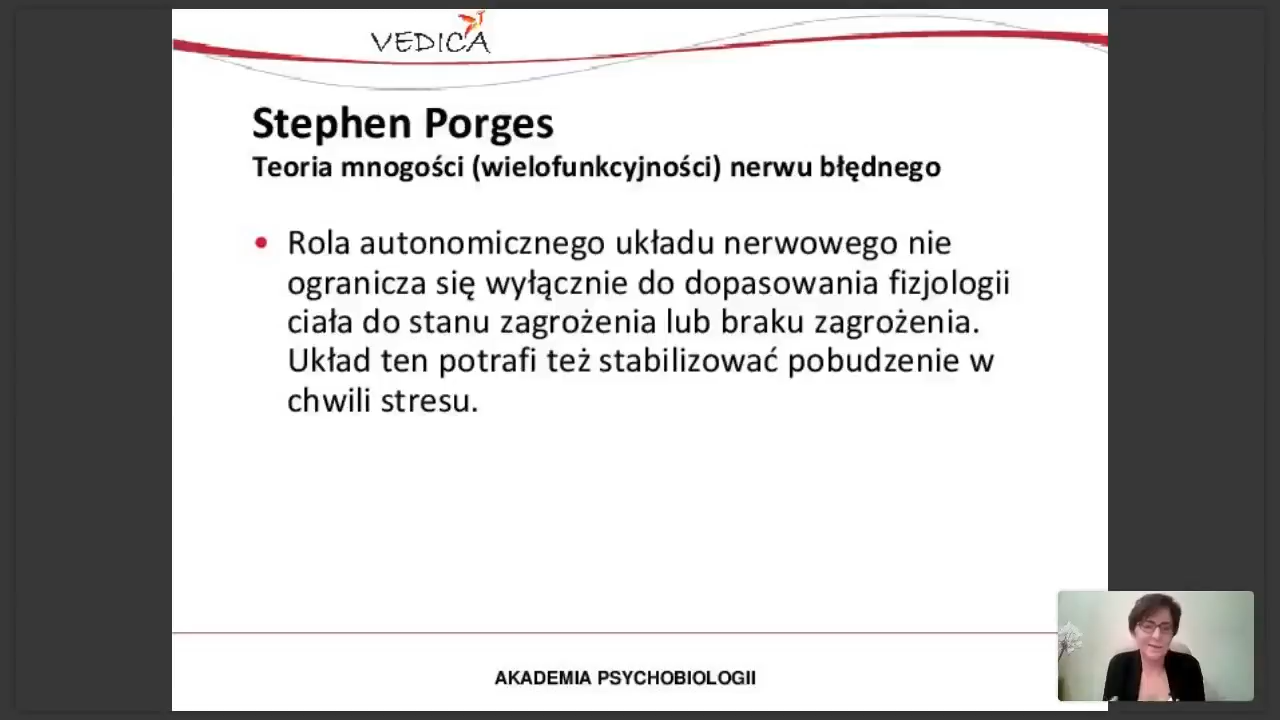 VEDICA
Stephen Porges
Teoria mnogości (wielofunkcyjności) nerwu błędnego
• Rola autonomicznego układu nerwowego nie
ogranicza się wyłącznie do dopasowania fizjologii
ciała do stanu zagrożenia lub braku zagrożenia.
Układ ten potrafi też stabilizować pobudzenie w
chwili stresu.
AKADEMIA PSYCHOBIOLOGII